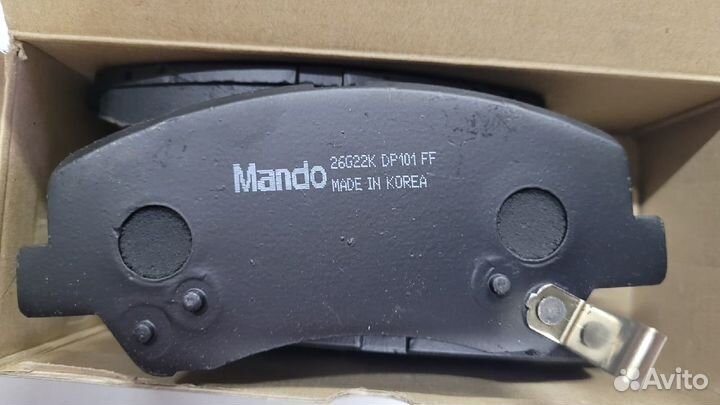 Mando 26G22K DP101 FF
MADE IN KOREA
Avito